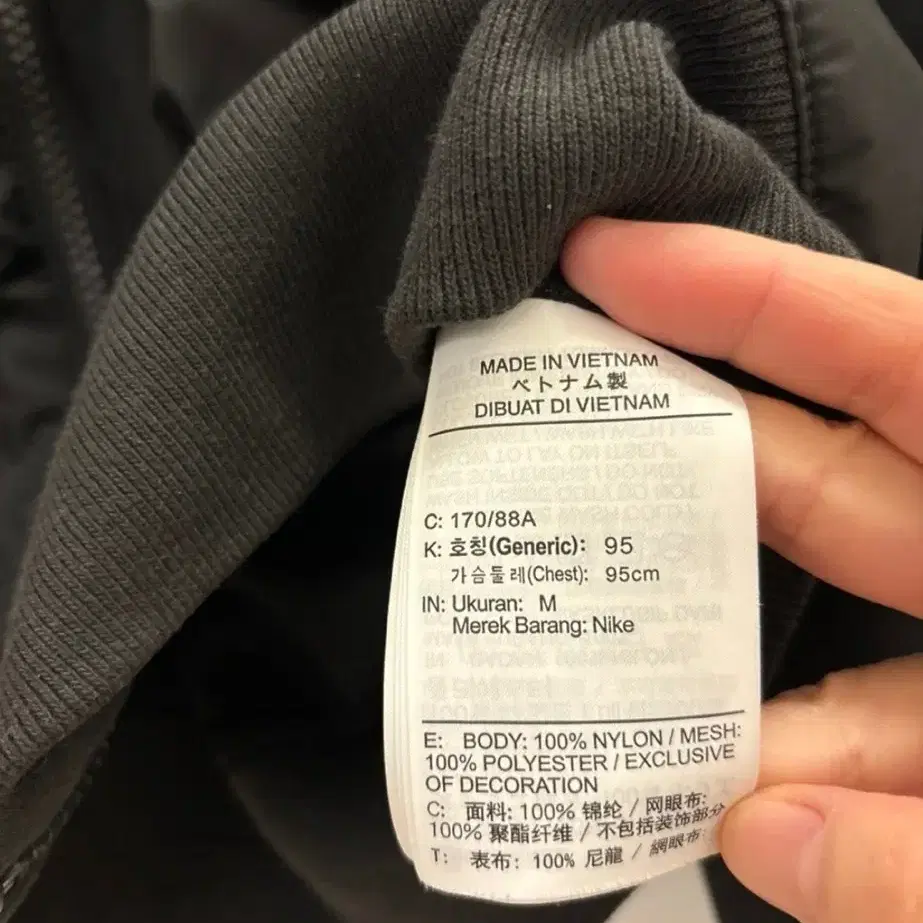 MADE IN VIETNAM
ベトナム製
DIBUAT DI VIETNAM
C: 170/88A
K: 호칭(Generic): 95
가슴둘레(Chest): 95cm
IN: Ukuran: M
Merek Barang: Nike
E: BODY: 100% NYLON / MESH:
100% POLYESTER / EXCLUSIVE
OF DECORATION
C: 面料: 100% 锦纶 / 网眼布:
100% 聚酯纤维 / 不包括装饰部分
T: 表布: 100% 尼龍 / 網眼布: